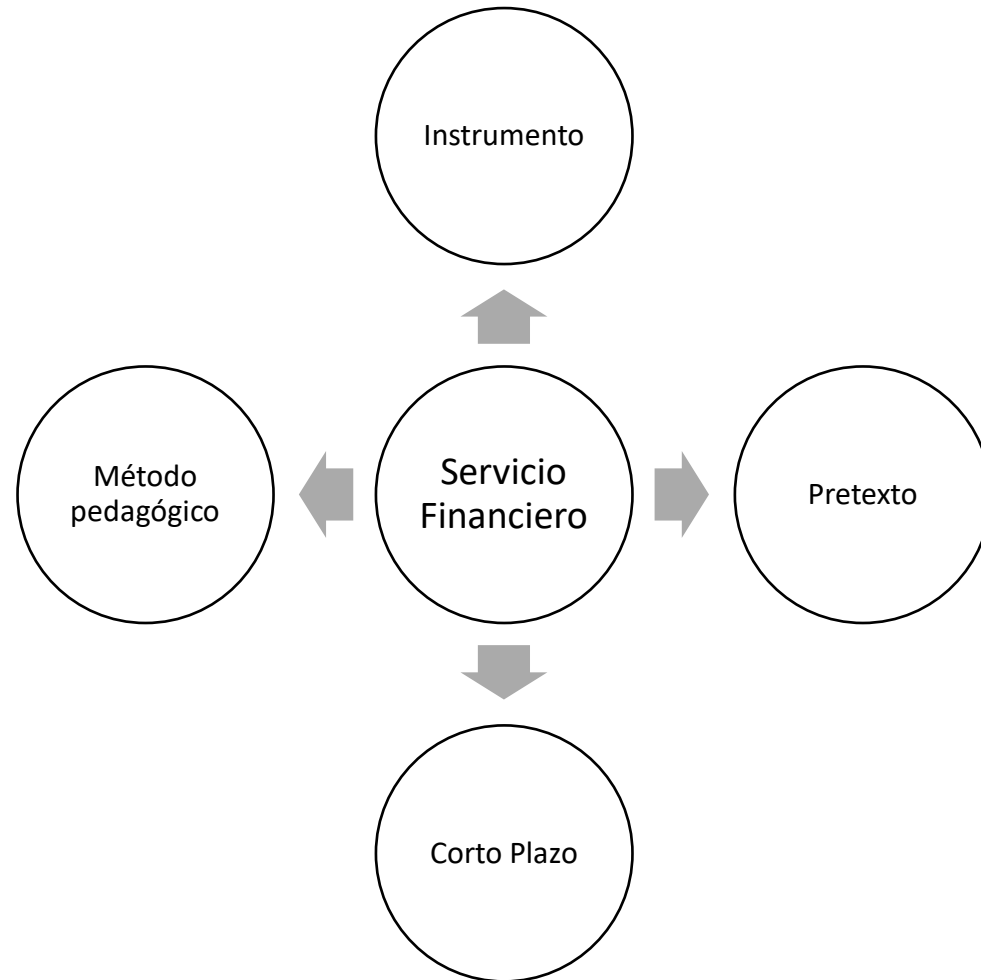 Instrumento
Método
pedagógico
Servicio
Financiero
Pretexto
Corto Plazo